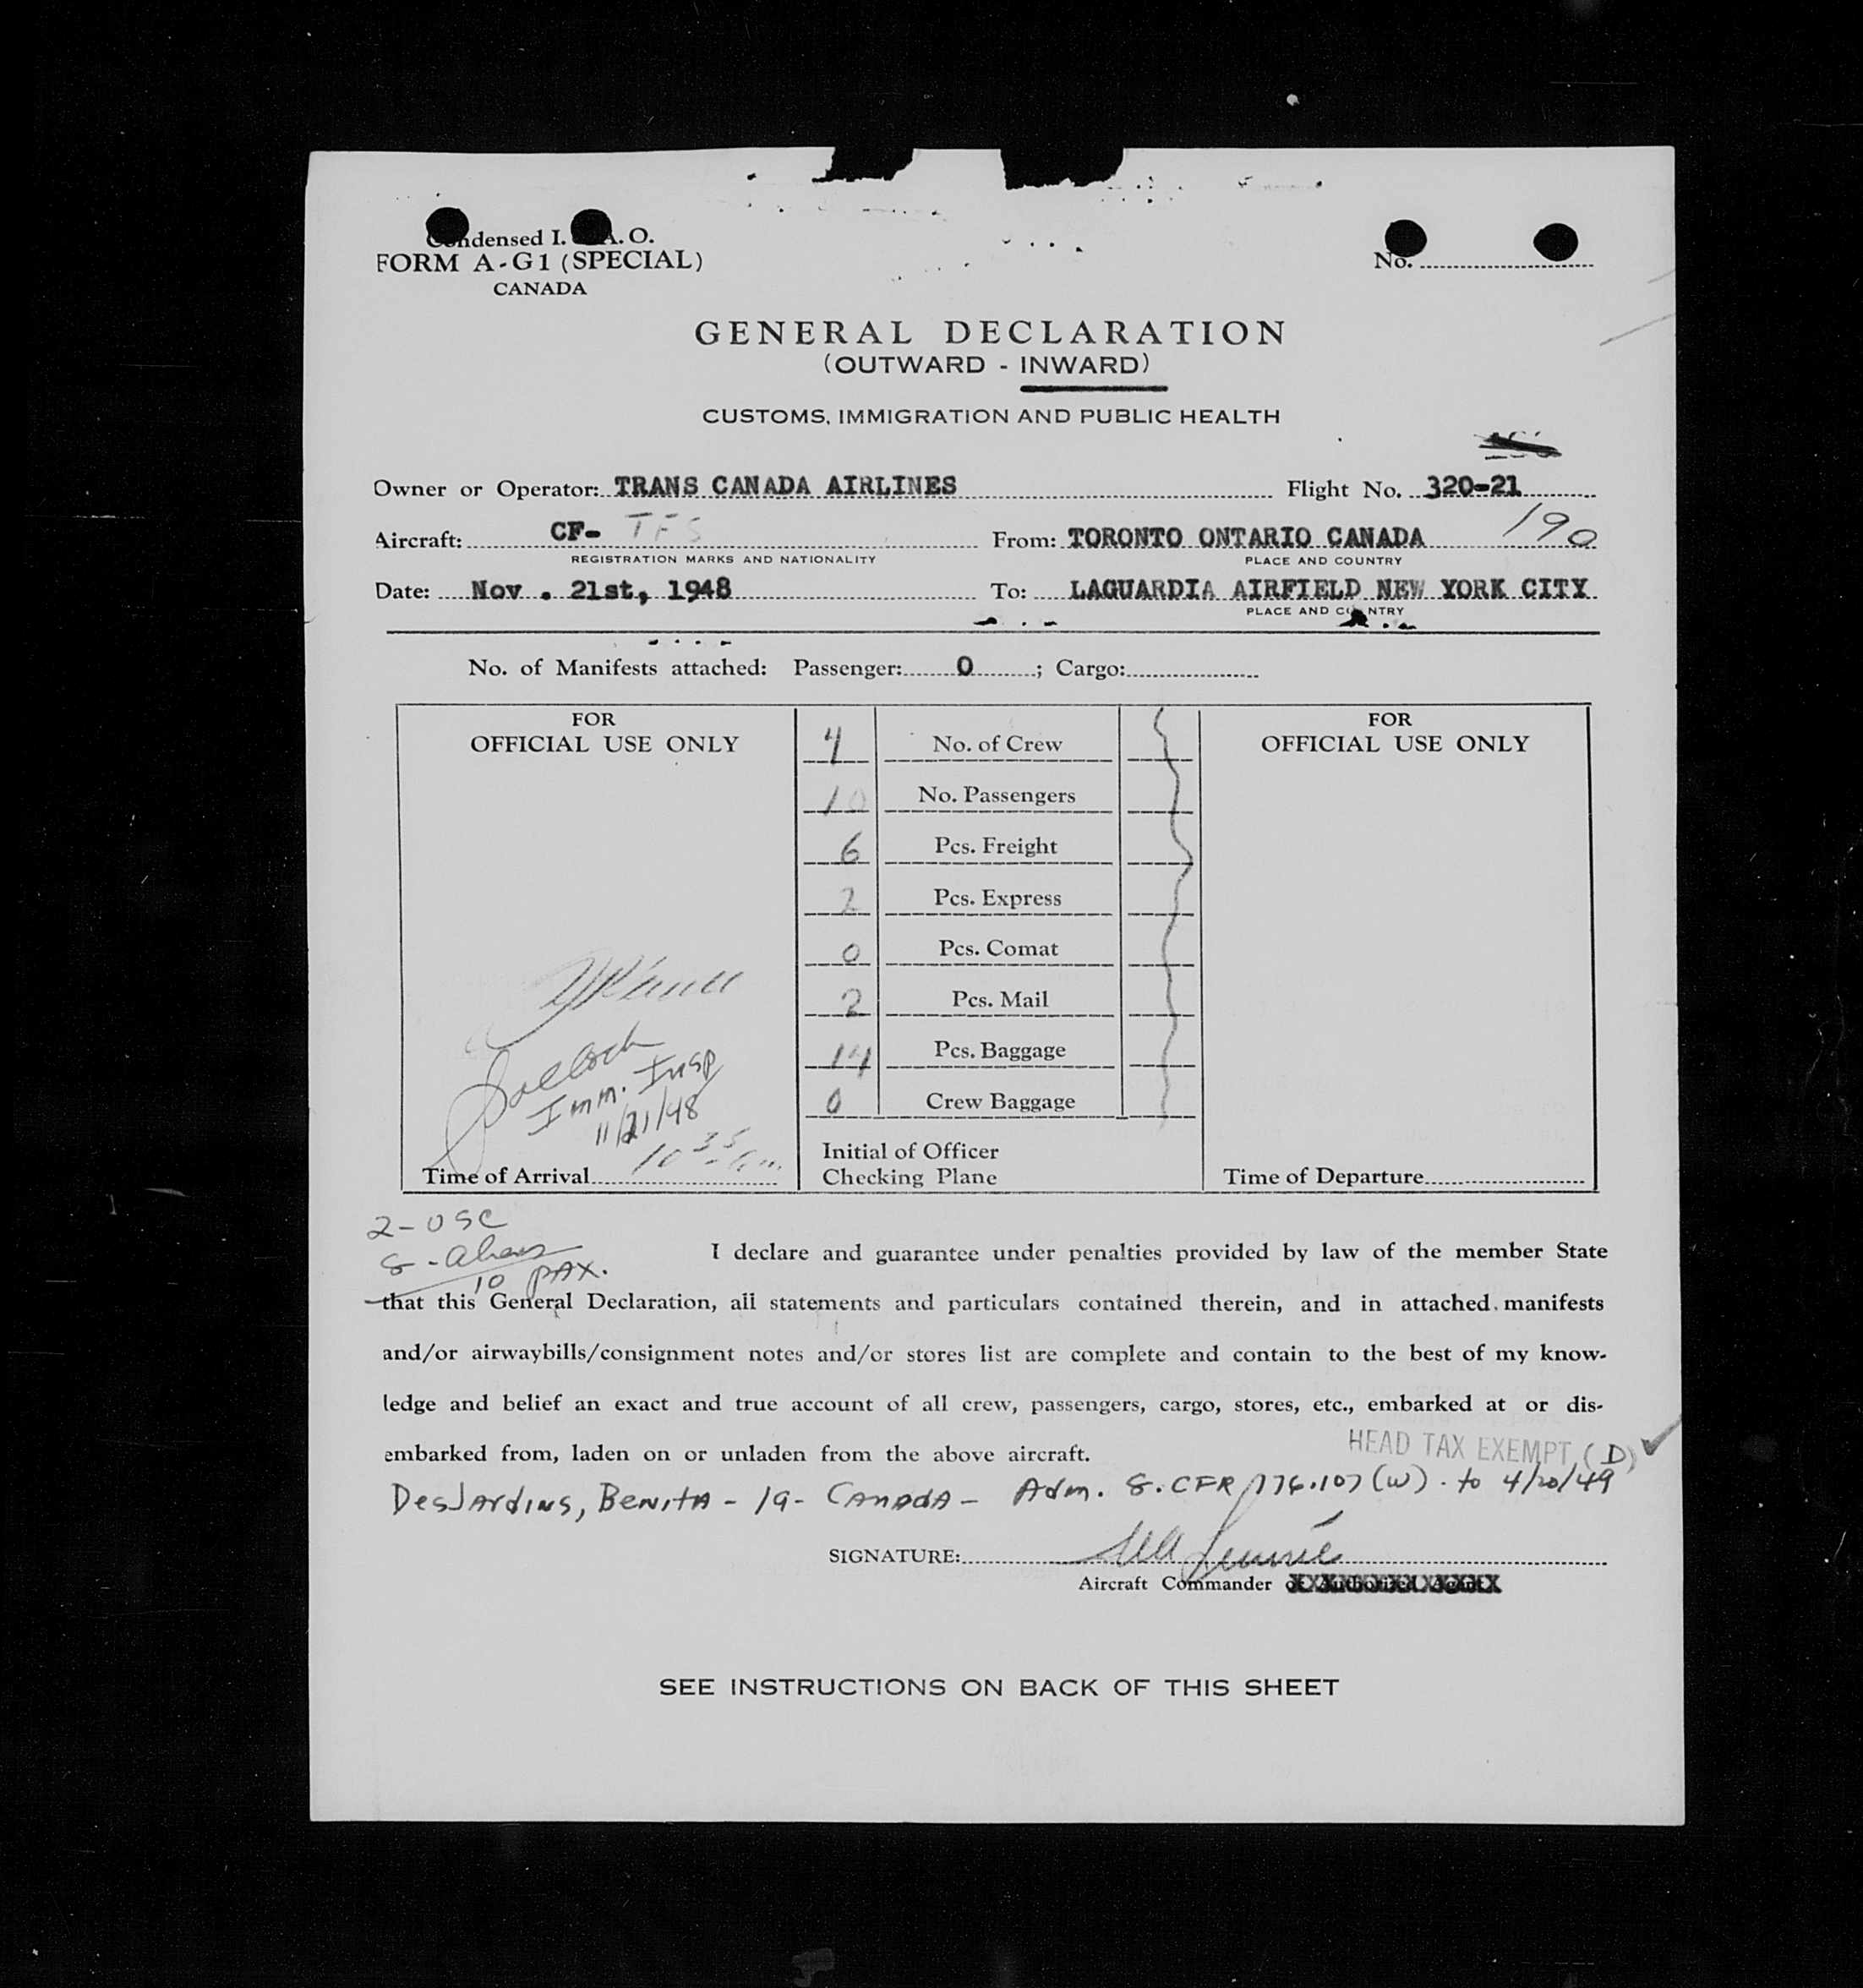 Condensed I. A. O.
FORM A-G1 (SPECIAL)
CANADA
No.
GENERAL DECLARATION
(OUTWARD - INWARD)
CUSTOMS, IMMIGRATION AND PUBLIC HEALTH
Owner or Operator: TRANS CANADA AIRLINES Flight No. 320-21
190
Aircraft: CF- TFS From: TORONTO ONTARIO CANADA
REGISTRATION MARKS AND NATIONALITY PLACE AND COUNTRY
Date: Nov. 21st, 1948 To: LAGUARDIA AIRFIELD NEW YORK CITY
PLACE AND COUNTRY
No. of Manifests attached: Passenger: 0 ; Cargo:
FOR
OFFICIAL USE ONLY
4 No. of Crew
10 No. Passengers
6 Pcs. Freight
2 Pcs. Express
0 Pcs. Comat
2 Pcs. Mail
14 Pcs. Baggage
0 Crew Baggage
FOR
OFFICIAL USE ONLY
Imm. Insp
11/21/48
Time of Arrival 10 35
Initial of Officer
Checking Plane
Time of Departure
2 - USC
8 - aliens
10 PAX.
I declare and guarantee under penalties provided by law of the member State
that this General Declaration, all statements and particulars contained therein, and in attached manifests
and/or airwaybills/consignment notes and/or stores list are complete and contain to the best of my know-
ledge and belief an exact and true account of all crew, passengers, cargo, stores, etc., embarked at or dis-
embarked from, laden on or unladen from the above aircraft.
HEAD TAX EXEMPT (D)
DesJardins, Benita - 19 - Canada - Adm. 8.CFR 176.107 (w). to 4/20/49
SIGNATURE:
Aircraft Commander or Authorized Agent
SEE INSTRUCTIONS ON BACK OF THIS SHEET